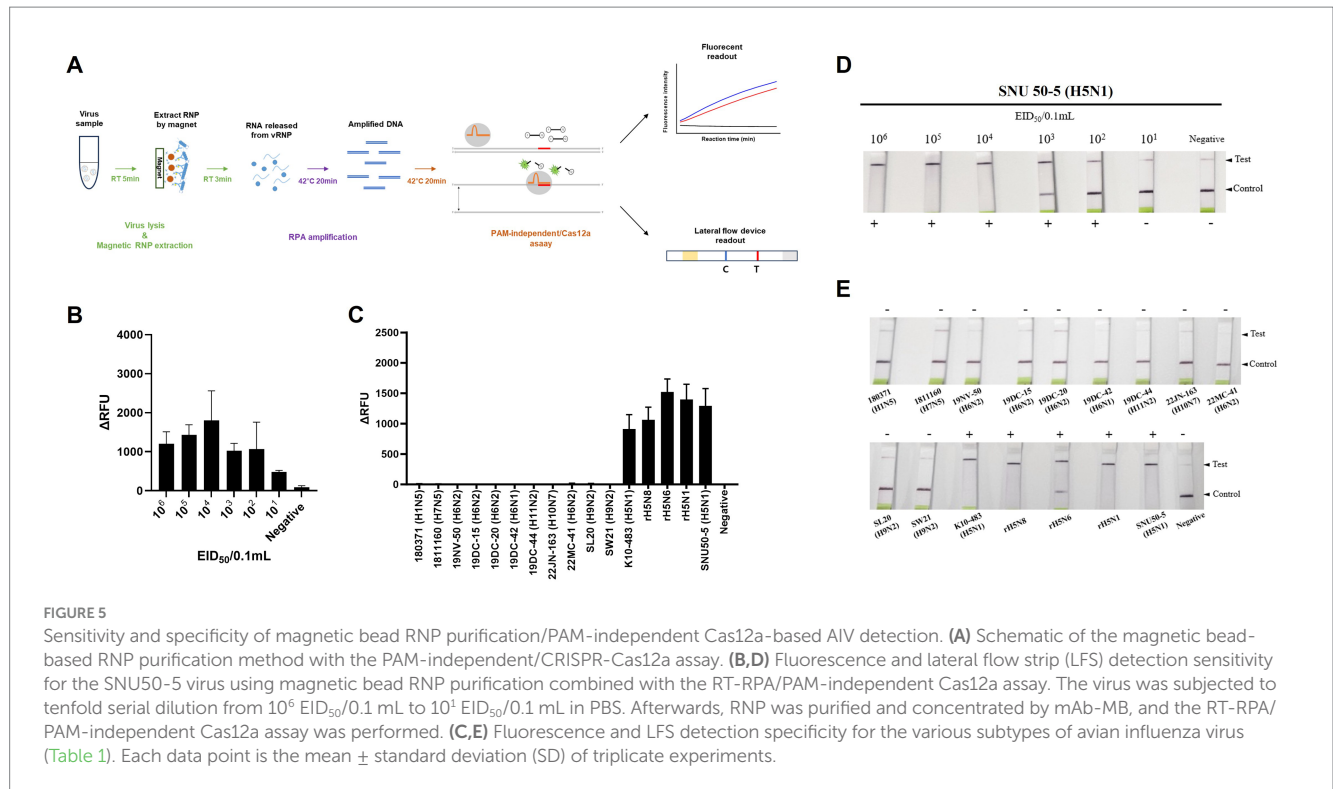 A
Virus
sample
RT 5min
Extract RNP
by magnet
Magnet
RT 3min
RNA released
from vRNP
42°C 20min
Amplified DNA
42°C 20min
Virus lysis
&
Magnetic RNP extraction
RPA amplification
PAM-independent/Cas12a
asaay
Fluorecent
readout
Fluorescence intensity
Reaction time (min)
Lateral flow device
readout
C T
B
ΔRFU
4000
3000
2000
1000
0
10⁶ 10⁵ 10⁴ 10³ 10² 10¹ Negative
EID₅₀/0.1mL
C
ΔRFU
2500
2000
1500
1000
500
0
180371 (H1N5)
1811160 (H7N5)
19NV-50 (H6N2)
19DC-15 (H6N2)
19DC-20 (H6N2)
19DC-42 (H6N1)
19DC-44 (H11N2)
22JN-163 (H10N7)
22MC-41 (H6N2)
SL20 (H9N2)
SW21 (H9N2)
K10-483 (H5N1)
rH5N8
rH5N6
rH5N1
SNU50-5 (H5N1)
Negative
D
SNU 50-5 (H5N1)
EID₅₀/0.1mL
10⁶ 10⁵ 10⁴ 10³ 10² 10¹ Negative
Test
Control
+ + + + + - -
E
- - - - - - - - -
Test
Control
180371 (H1N5)
1811160 (H7N5)
19NV-50 (H6N2)
19DC-15 (H6N2)
19DC-20 (H6N2)
19DC-42 (H6N1)
19DC-44 (H11N2)
22JN-163 (H10N7)
22MC-41 (H6N2)
- - + + + + + -
Test
Control
SL20 (H9N2)
SW21 (H9N2)
K10-483 (H5N1)
rH5N8
rH5N6
rH5N1
SNU50-5 (H5N1)
Negative
FIGURE 5
Sensitivity and specificity of magnetic bead RNP purification/PAM-independent Cas12a-based AIV detection. (A) Schematic of the magnetic bead-
based RNP purification method with the PAM-independent/CRISPR-Cas12a assay. (B,D) Fluorescence and lateral flow strip (LFS) detection sensitivity
for the SNU50-5 virus using magnetic bead RNP purification combined with the RT-RPA/PAM-independent Cas12a assay. The virus was subjected to
tenfold serial dilution from 10⁶ EID₅₀/0.1 mL to 10¹ EID₅₀/0.1 mL in PBS. Afterwards, RNP was purified and concentrated by mAb-MB, and the RT-RPA/
PAM-independent Cas12a assay was performed. (C,E) Fluorescence and LFS detection specificity for the various subtypes of avian influenza virus
(Table 1). Each data point is the mean ± standard deviation (SD) of triplicate experiments.